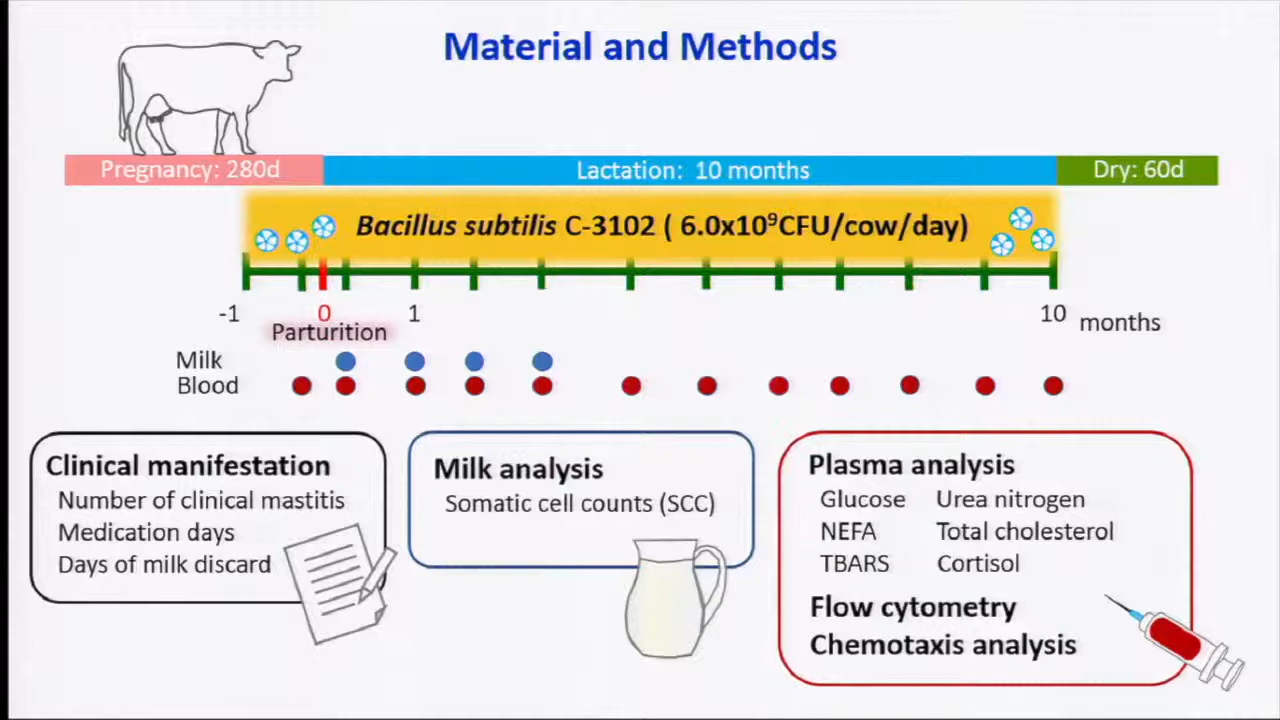 Material and Methods
Pregnancy: 280d
Lactation: 10 months
Dry: 60d
Bacillus subtilis C-3102 ( 6.0x10⁹CFU/cow/day)
-1
0
1
10
months
Parturition
Milk
Blood
Clinical manifestation
Number of clinical mastitis
Medication days
Days of milk discard
Milk analysis
Somatic cell counts (SCC)
Plasma analysis
Glucose Urea nitrogen
NEFA Total cholesterol
TBARS Cortisol
Flow cytometry
Chemotaxis analysis